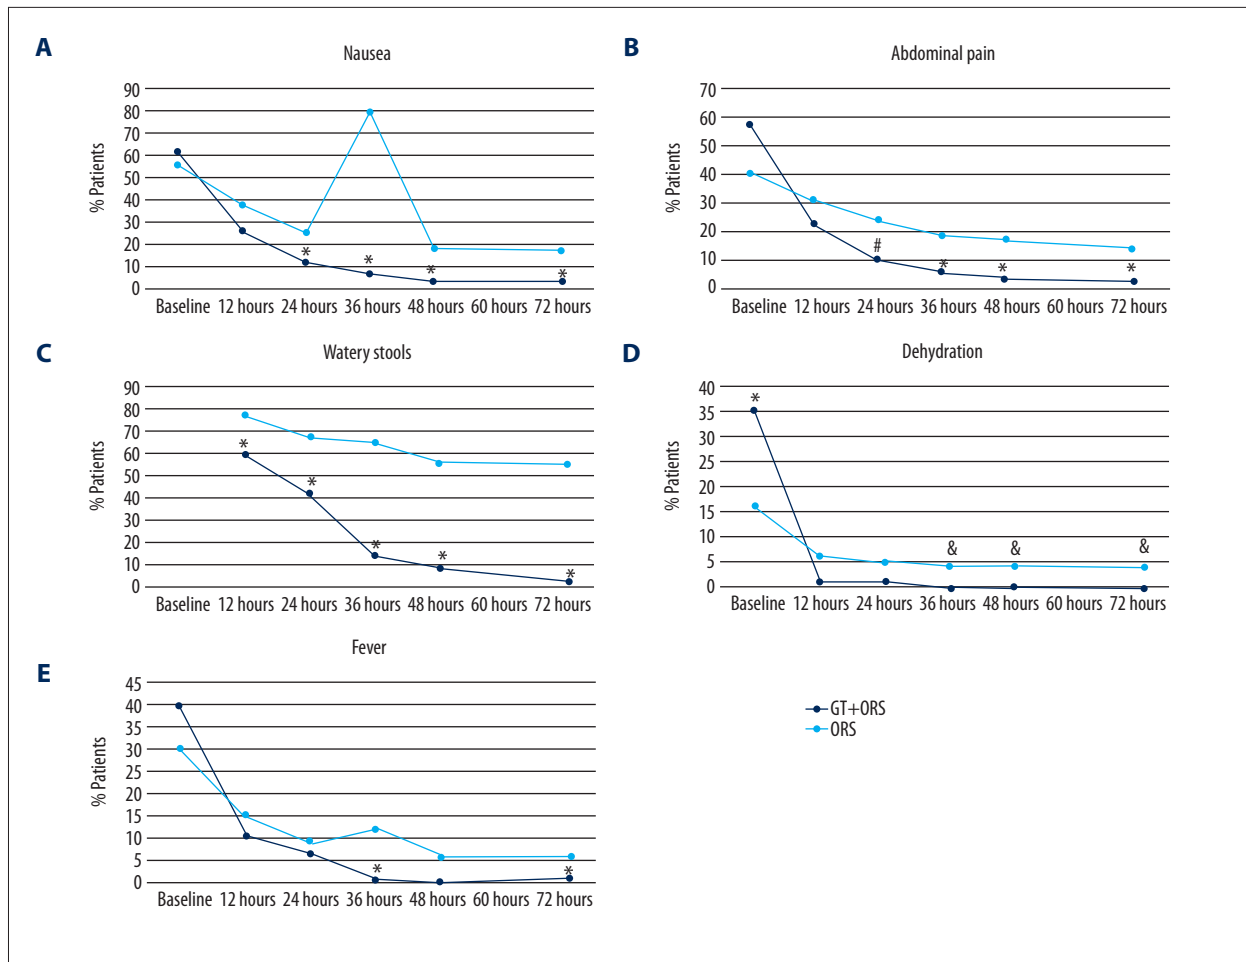 A
Nausea
% Patients
90
80
70
60
50
40
30
20
10
0
* * * *
Baseline 12 hours 24 hours 36 hours 48 hours 60 hours 72 hours
B
Abdominal pain
% Patients
70
60
50
40
30
20
10
0
# * * *
Baseline 12 hours 24 hours 36 hours 48 hours 60 hours 72 hours
C
Watery stools
% Patients
90
80
70
60
50
40
30
20
10
0
* * * * *
12 hours 24 hours 36 hours 48 hours 60 hours 72 hours
D
Dehydration
% Patients
40
35
30
25
20
15
10
5
0
* & & &
Baseline 12 hours 24 hours 36 hours 48 hours 60 hours 72 hours
E
Fever
% Patients
45
40
35
30
25
20
15
10
5
0
* *
Baseline 12 hours 24 hours 36 hours 48 hours 60 hours 72 hours
GT+ORS
ORS